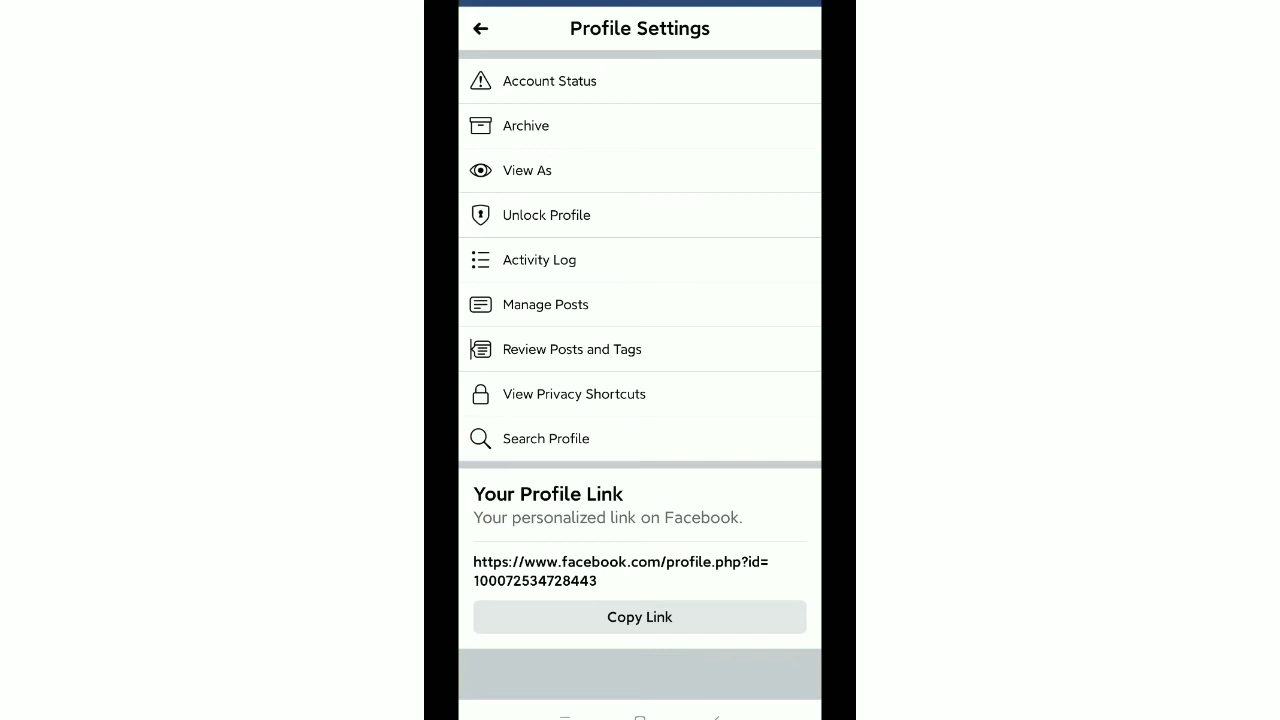 Profile Settings
Account Status
Archive
View As
Unlock Profile
Activity Log
Manage Posts
Review Posts and Tags
View Privacy Shortcuts
Search Profile
Your Profile Link
Your personalized link on Facebook.
https://www.facebook.com/profile.php?id=
100072534728443
Copy Link